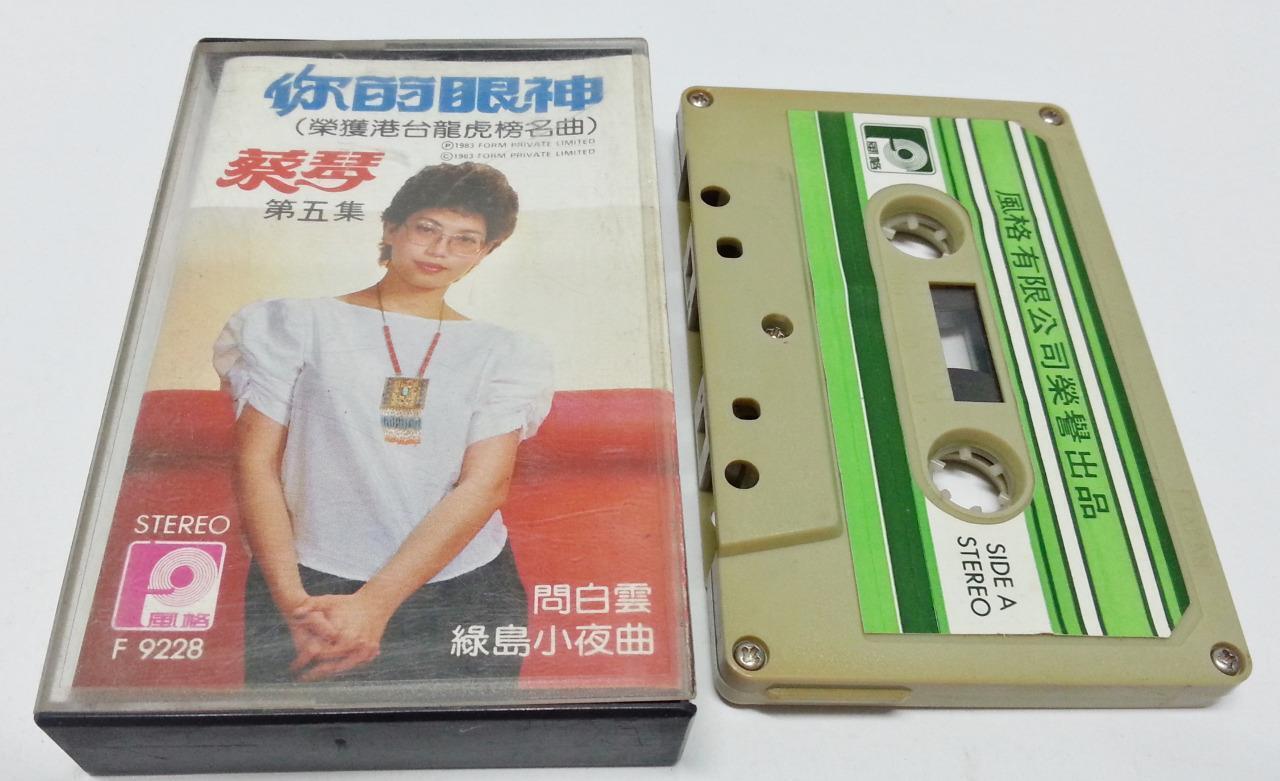 你的眼神
(榮獲港台龍虎榜名曲)
Ⓟ1983 FORM PRIVATE LIMITED
©1983 FORM PRIVATE LIMITED
蔡琴
第五集
STEREO
風格
F 9228
問白雲
綠島小夜曲
風格
風格有限公司榮譽出品
SIDE A
STEREO